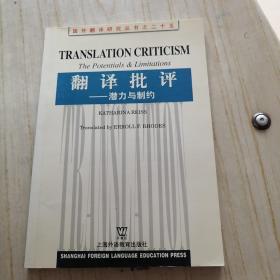 国外翻译研究丛书之二十五
TRANSLATION CRITICISM
The Potentials & Limitations
翻译批评
——潜力与制约
KATHARINA REISS
Translated by ERROLL F. RHODES
上海外语教育出版社
SHANGHAI FOREIGN LANGUAGE EDUCATION PRESS